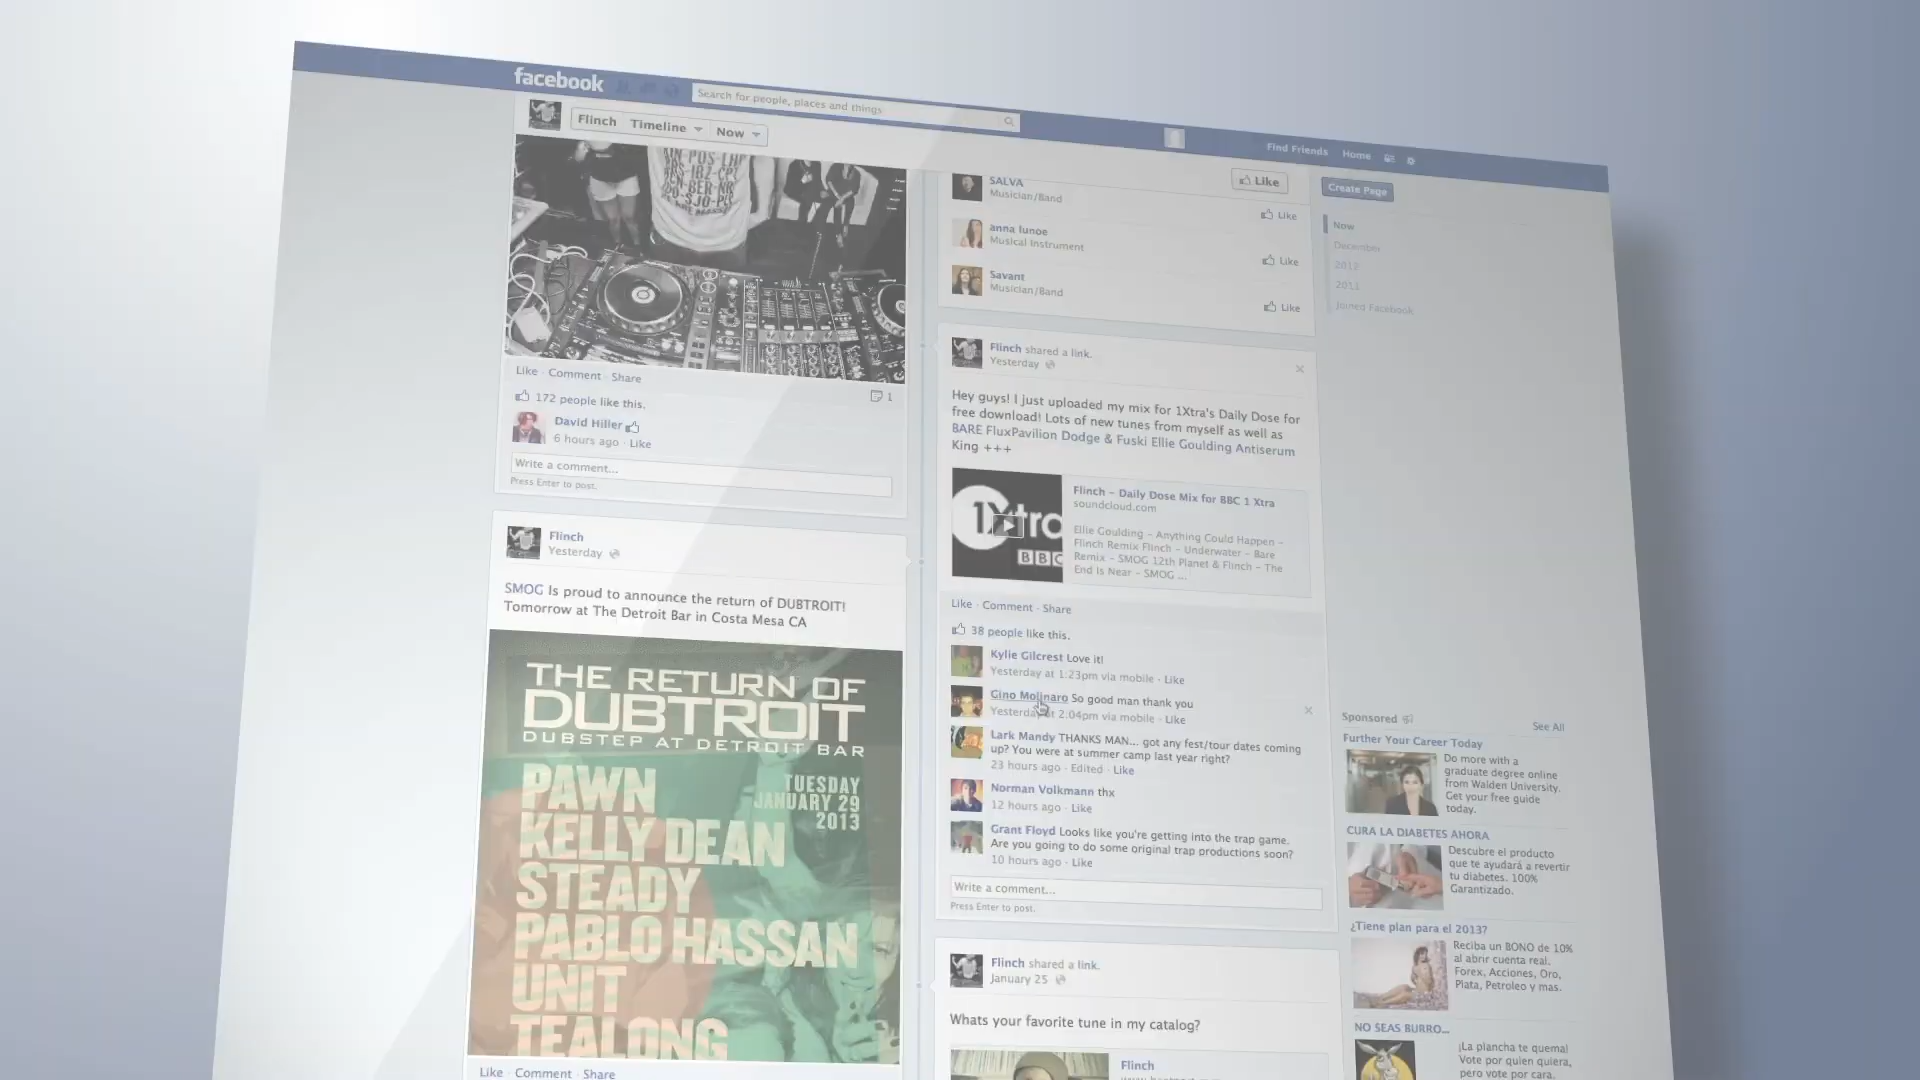 facebook
Search for people, places and things
Find Friends Home
Flinch Timeline Now
Like
Create Page
Like · Comment · Share
172 people like this.
1
David Hiller
6 hours ago · Like
Write a comment...
Press Enter to post.
Flinch
Yesterday
SMOG Is proud to announce the return of DUBTROIT!
Tomorrow at The Detroit Bar in Costa Mesa CA
THE RETURN OF
DUBTROIT
DUBSTEP AT DETROIT BAR
TUESDAY
JANUARY 29
2013
PAWN
KELLY DEAN
STEADY
PABLO HASSAN
UNIT
TEALONG
Like · Comment · Share
SALVA
Musician/Band
Like
anna lunoe
Musical Instrument
Like
Savant
Musician/Band
Like
Flinch shared a link.
Yesterday
Hey guys! I just uploaded my mix for 1Xtra's Daily Dose for
free download! Lots of new tunes from myself as well as
BARE FluxPavilion Dodge & Fuski Ellie Goulding Antiserum
King +++
1Xtra
BBC
Flinch - Daily Dose Mix for BBC 1 Xtra
soundcloud.com
Ellie Goulding - Anything Could Happen -
Flinch Remix Flinch - Underwater - Bare
Remix - SMOG 12th Planet & Flinch - The
End Is Near - SMOG ...
Like · Comment · Share
38 people like this.
Kylie Gilcrest Love it!
Yesterday at 1:23pm via mobile · Like
Gino Molinaro So good man thank you
Yesterday at 2:04pm via mobile · Like
Lark Mandy THANKS MAN... got any fest/tour dates coming
up? You were at summer camp last year right?
23 hours ago · Edited · Like
Norman Volkmann thx
12 hours ago · Like
Grant Floyd Looks like you're getting into the trap game.
Are you going to do some original trap productions soon?
10 hours ago · Like
Write a comment...
Press Enter to post.
Flinch shared a link.
January 25
Whats your favorite tune in my catalog?
Flinch
Now
December
2012
2011
Joined Facebook
Sponsored
See All
Further Your Career Today
Do more with a
graduate degree online
from Walden University.
Get your free guide
today.
CURA LA DIABETES AHORA
Descubre el producto
que te ayudará a revertir
tu diabetes. 100%
Garantizado.
¿Tiene plan para el 2013?
Reciba un BONO de 10%
al abrir cuenta real.
Forex, Acciones, Oro,
Plata, Petroleo y mas.
NO SEAS BURRO...
¡La plancha te quema!
Vote por quien quiera,
pero vote por cara.